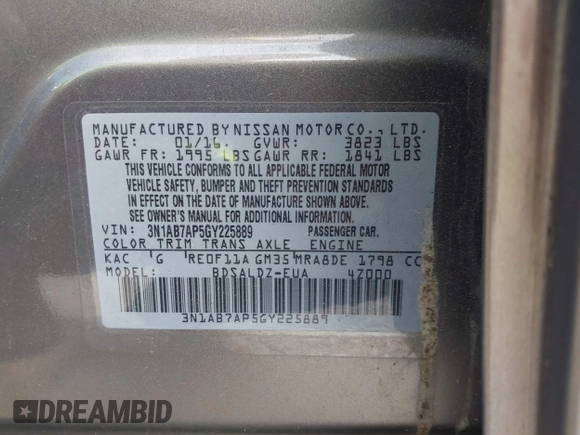 MANUFACTURED BY NISSAN MOTOR CO., LTD.
DATE: 01/16 GVWR: 3823 LBS
GAWR FR: 1995 LBS GAWR RR: 1841 LBS
THIS VEHICLE CONFORMS TO ALL APPLICABLE FEDERAL MOTOR
VEHICLE SAFETY, BUMPER AND THEFT PREVENTION STANDARDS
IN EFFECT ON THE DATE OF MANUFACTURE SHOWN ABOVE.
SEE OWNER'S MANUAL FOR ADDITIONAL INFORMATION.
VIN: 3N1AB7AP5GY225889 PASSENGER CAR.
COLOR TRIM TRANS AXLE ENGINE
KAC G RE0F11A GM35 MRA8DE 1798 CC
MODEL: BDSALDZ-EUA 47000
3N1AB7AP5GY225889
DREAMBID